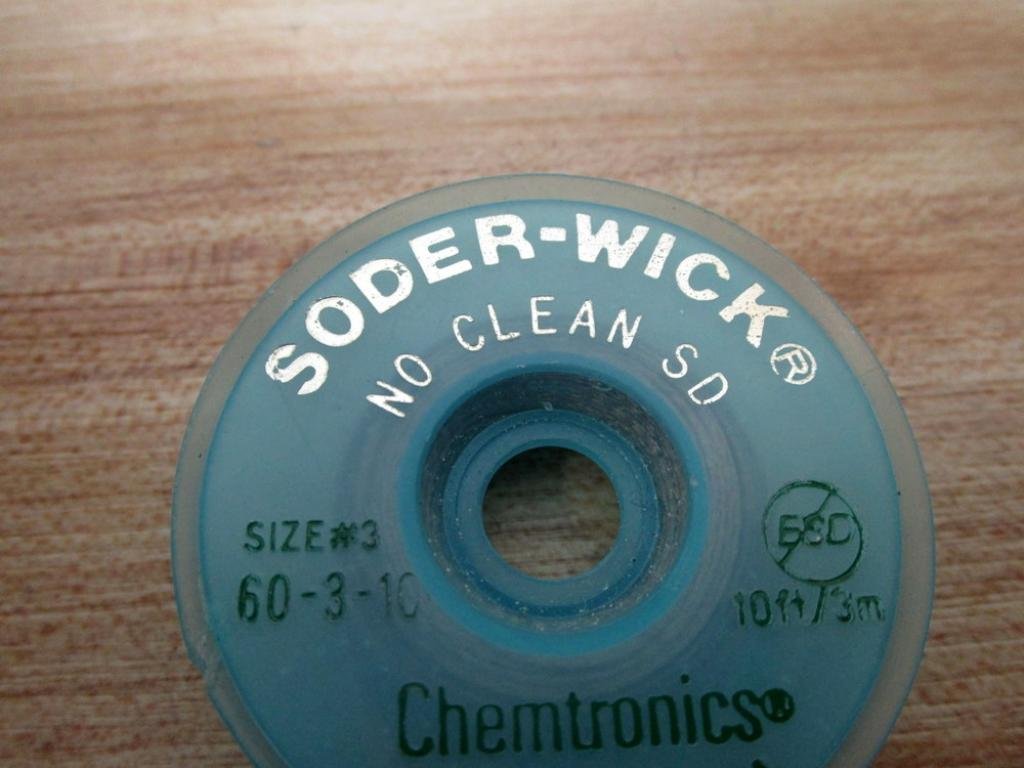 SODER-WICK®
NO CLEAN SD
SIZE #3
60-3-10
ESD
10ft/3m
Chemtronics®